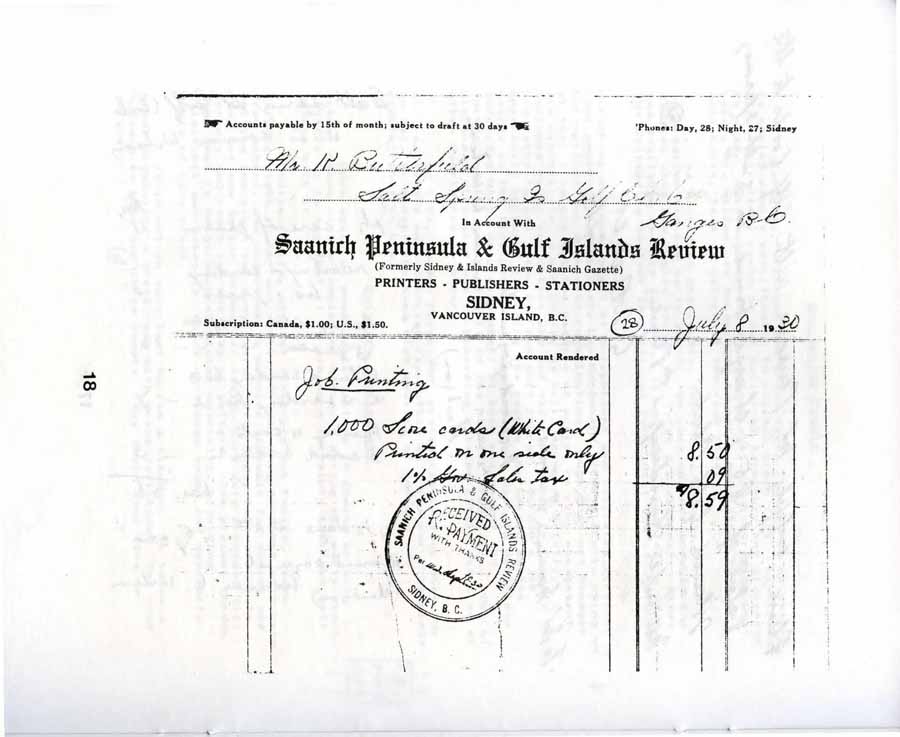 Accounts payable by 15th of month; subject to draft at 30 days
'Phones: Day, 28; Night, 27; Sidney
Mr. K. Butterfield
Salt Spring Is Golf Club
Ganges B.C.
In Account With
Saanich Peninsula & Gulf Islands Review
(Formerly Sidney & Islands Review & Saanich Gazette)
PRINTERS - PUBLISHERS - STATIONERS
SIDNEY,
VANCOUVER ISLAND, B.C.
Subscription: Canada, $1.00; U.S., $1.50.
28 July 8 1930
Account Rendered
Job Printing
1,000 Score cards (White Card)
Printed on one side only 8.50
1% Gov. Sales tax .09
$8.59
SAANICH PENINSULA & GULF ISLANDS REVIEW
RECEIVED
PAYMENT
WITH THANKS
Per
SIDNEY, B. C.
18